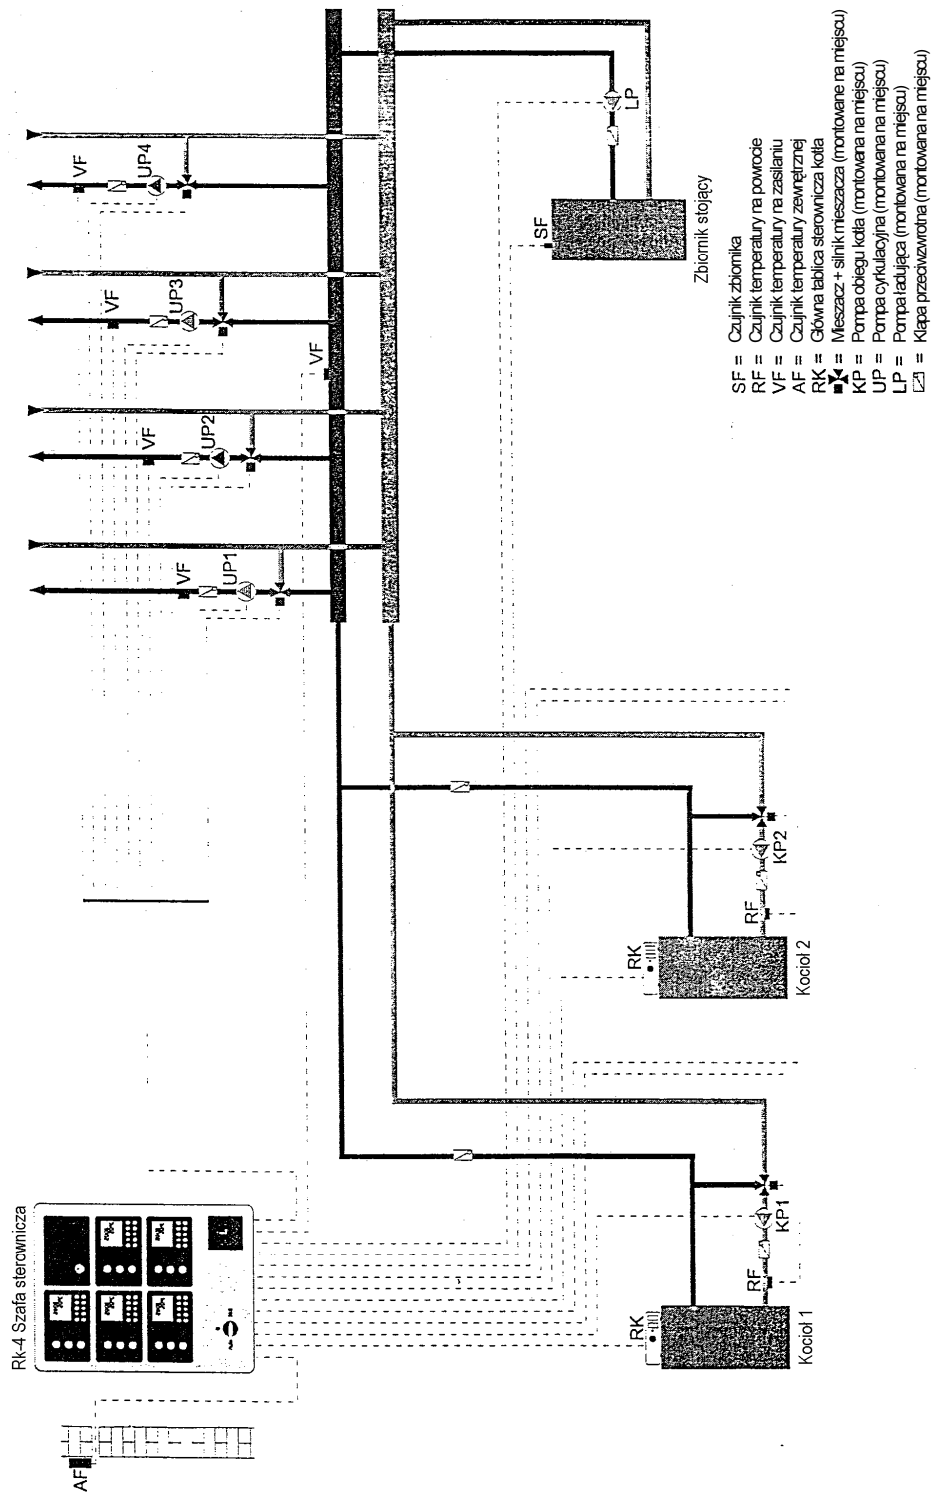 AF
Rk-4 Szafa sterownicza
VF
UP1
VF
UP2
VF
VF
UP3
VF
UP4
RK
Kocioł 1
RF
KP1
RK
Kocioł 2
RF
KP2
SF
LP
Zbiornik stojący
SF = Czujnik zbiornika
RF = Czujnik temperatury na powrocie
VF = Czujnik temperatury na zasilaniu
AF = Czujnik temperatury zewnętrznej
RK = Główna tablica sterownicza kotła
= Mieszacz + silnik mieszacza (montowane na miejscu)
KP = Pompa obiegu kotła (montowana na miejscu)
UP = Pompa cyrkulacyjna (montowana na miejscu)
LP = Pompa ładująca (montowana na miejscu)
= Klapa przeciwzwrotna (montowana na miejscu)